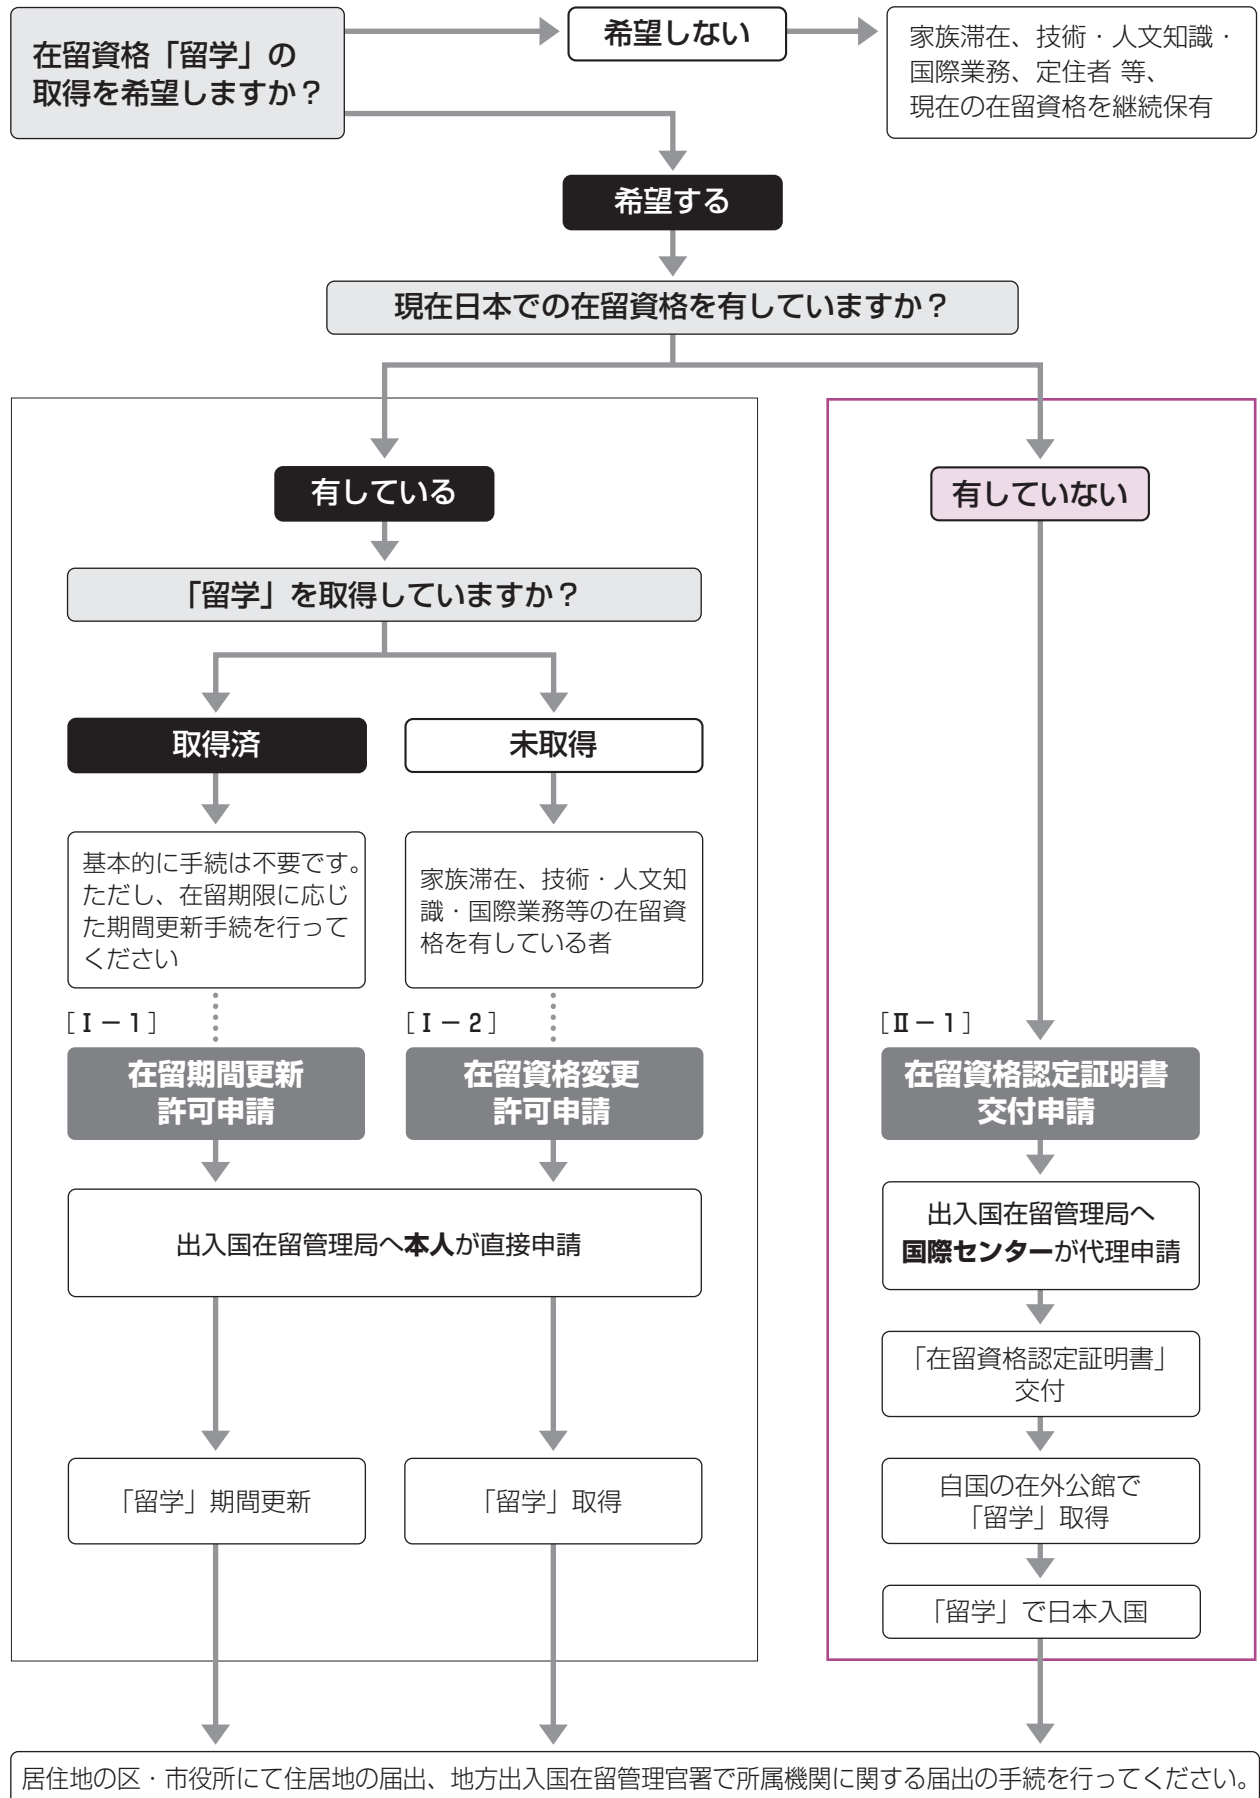 在留資格「留学」の
取得を希望しますか？
希望しない
家族滞在、技術・人文知識・
国際業務、定住者 等、
現在の在留資格を継続保有
希望する
現在日本での在留資格を有していますか？
有している
有していない
「留学」を取得していますか？
取得済
未取得
基本的に手続は不要です。
ただし、在留期限に応じ
た期間更新手続を行って
ください
家族滞在、技術・人文知
識・国際業務等の在留資
格を有している者
［Ⅰ－1］
［Ⅰ－2］
［Ⅱ－1］
在留期間更新
許可申請
在留資格変更
許可申請
在留資格認定証明書
交付申請
出入国在留管理局へ本人が直接申請
出入国在留管理局へ
国際センターが代理申請
「在留資格認定証明書」
交付
「留学」期間更新
「留学」取得
自国の在外公館で
「留学」取得
「留学」で日本入国
居住地の区・市役所にて住居地の届出、地方出入国在留管理官署で所属機関に関する届出の手続を行ってください。